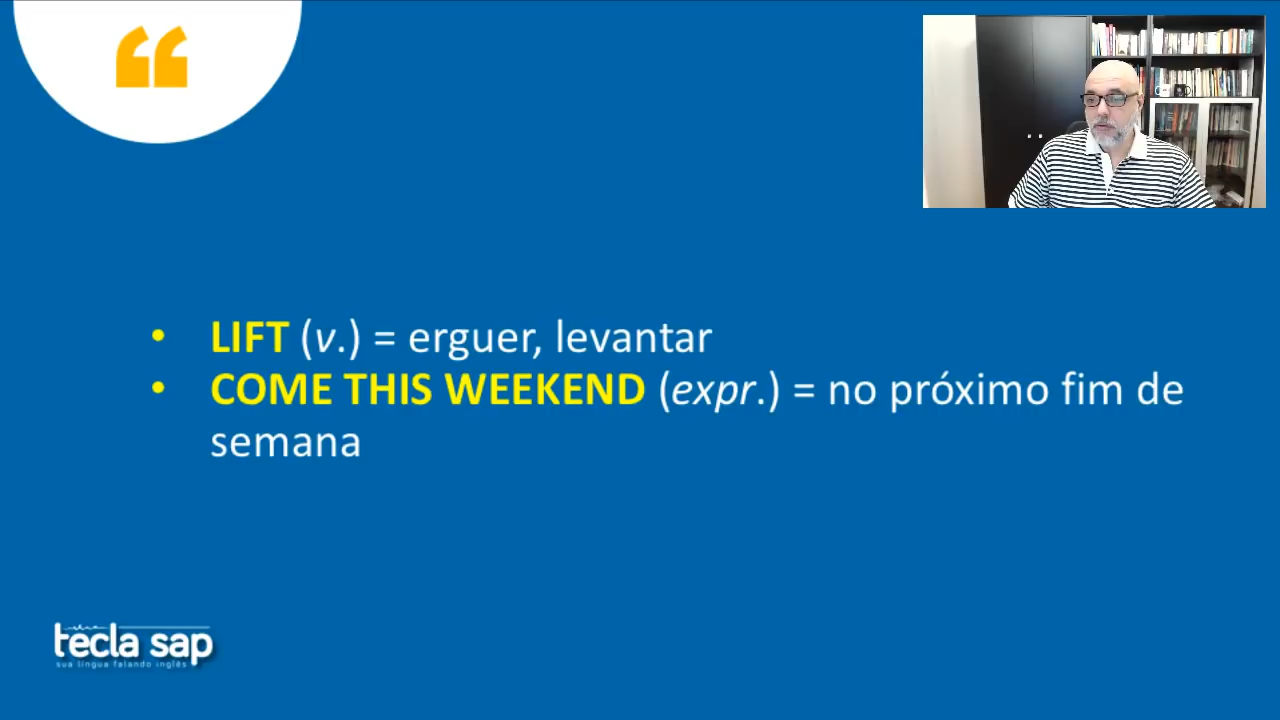 “
• LIFT (v.) = erguer, levantar
• COME THIS WEEKEND (expr.) = no próximo fim de
semana
tecla sap
sua língua falando inglês